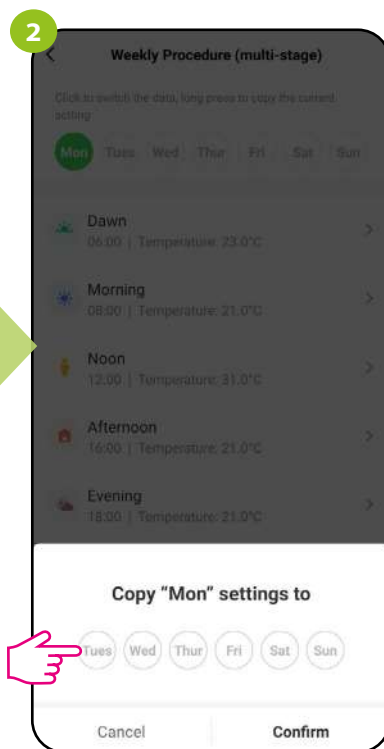 2
Weekly Procedure (multi-stage)
Click to switch the data, long press to copy the current
setting
Mon Tues Wed Thur Fri Sat Sun
Dawn
06:00 | Temperature: 23.0°C
Morning
08:00 | Temperature: 21.0°C
Noon
12:00 | Temperature: 31.0°C
Afternoon
16:00 | Temperature: 21.0°C
Evening
18:00 | Temperature: 21.0°C
Copy "Mon" settings to
Tues Wed Thur Fri Sat Sun
Cancel Confirm